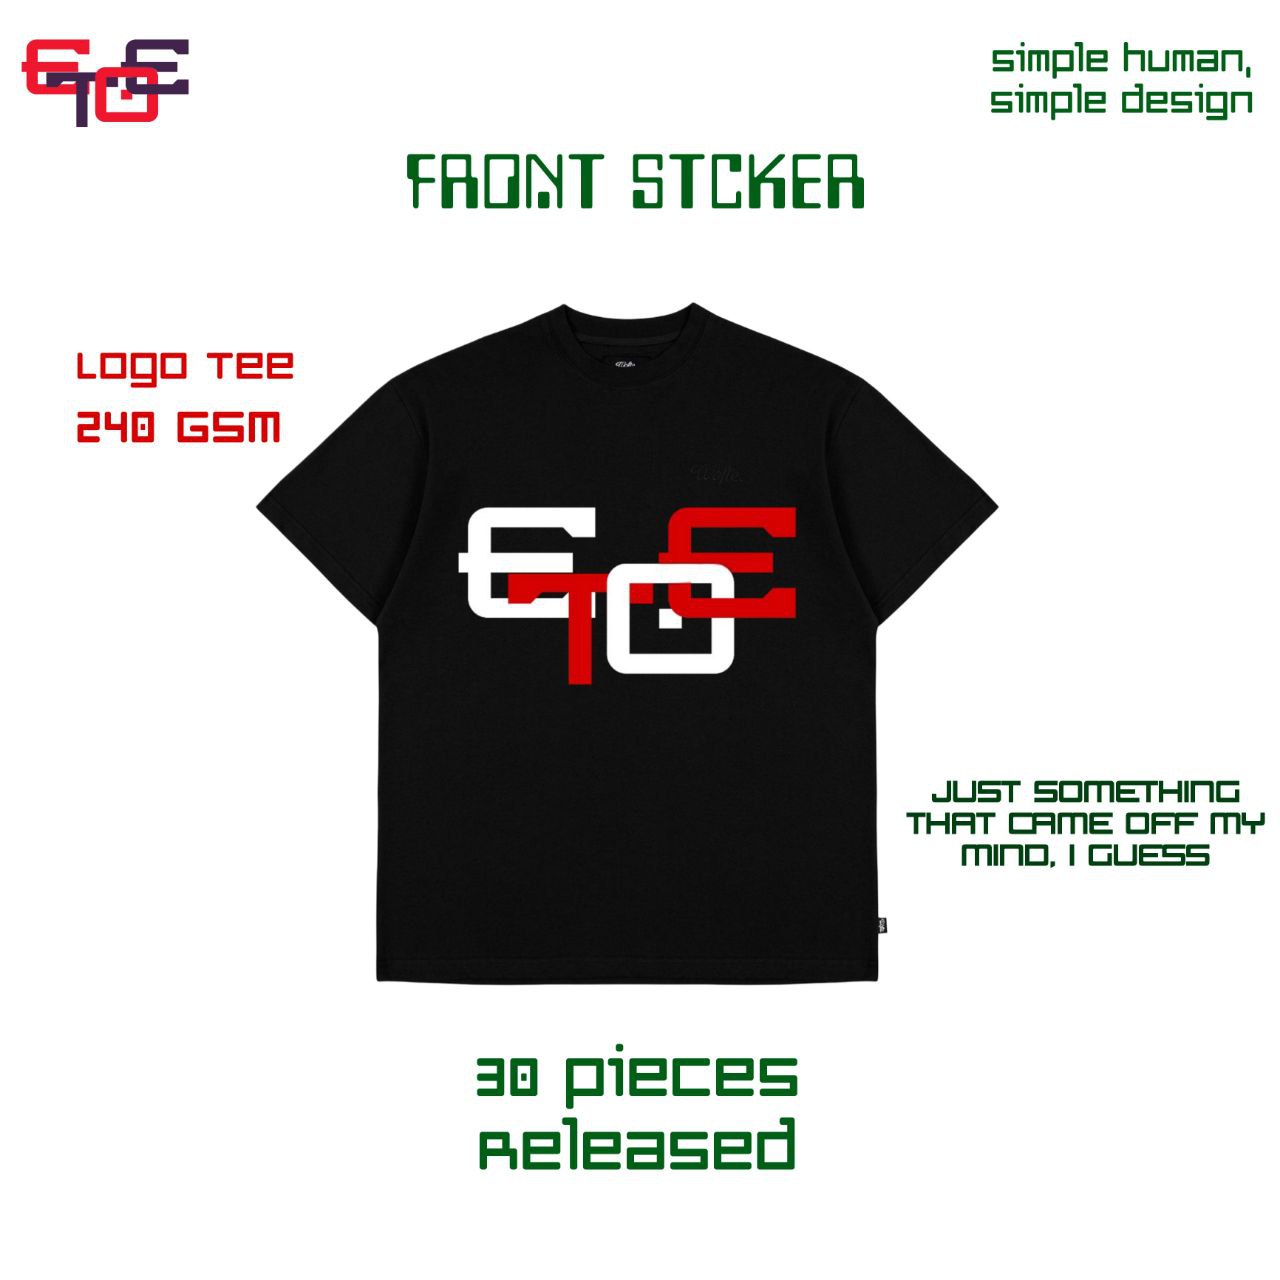 ETOE
simple human,
simple design
FRONT STCKER
Logo Tee
240 GSM
Wofte.
ETOE
JUST SOMETHING
THAT CAME OFF MY
MIND, I GUESS
30 pieces
Released